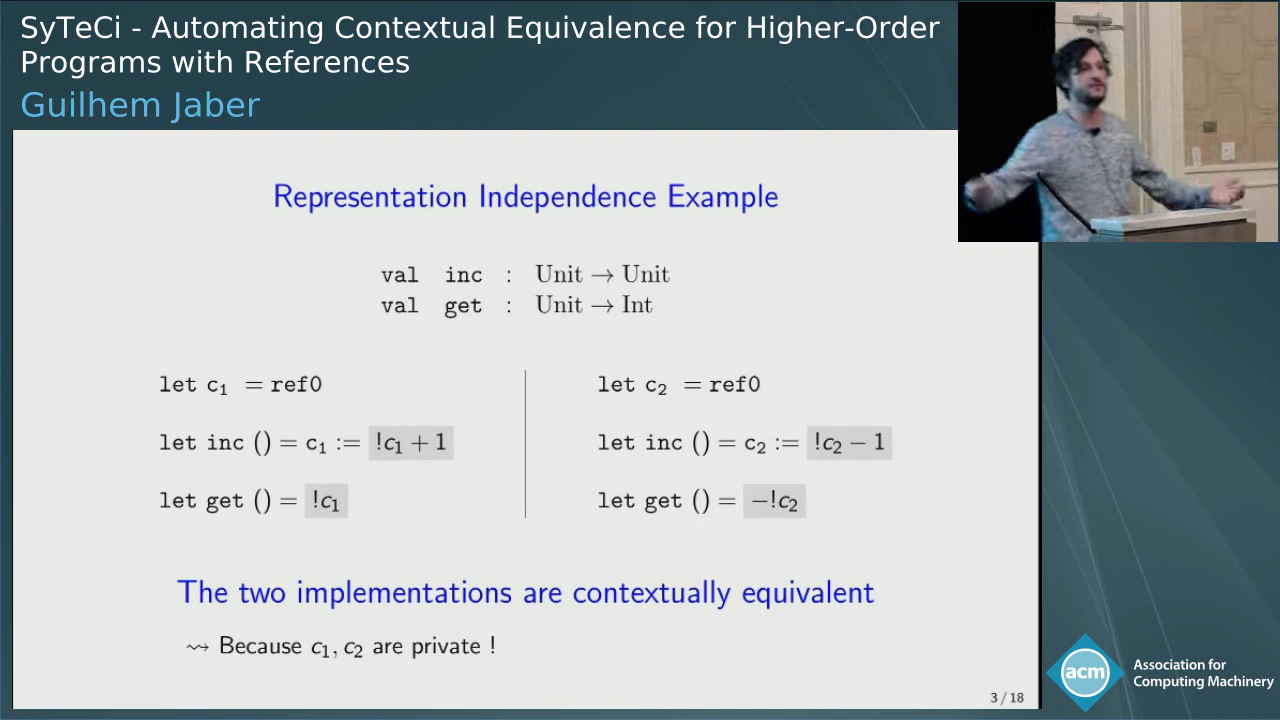 SyTeCi - Automating Contextual Equivalence for Higher-Order
Programs with References
Guilhem Jaber
Representation Independence Example
val inc : Unit → Unit
val get : Unit → Int
let c₁ = ref0
let inc () = c₁ := !c₁ + 1
let get () = !c₁
let c₂ = ref0
let inc () = c₂ := !c₂ − 1
let get () = −!c₂
The two implementations are contextually equivalent
⇝ Because c₁, c₂ are private !
3 / 18
acm
Association for
Computing Machinery